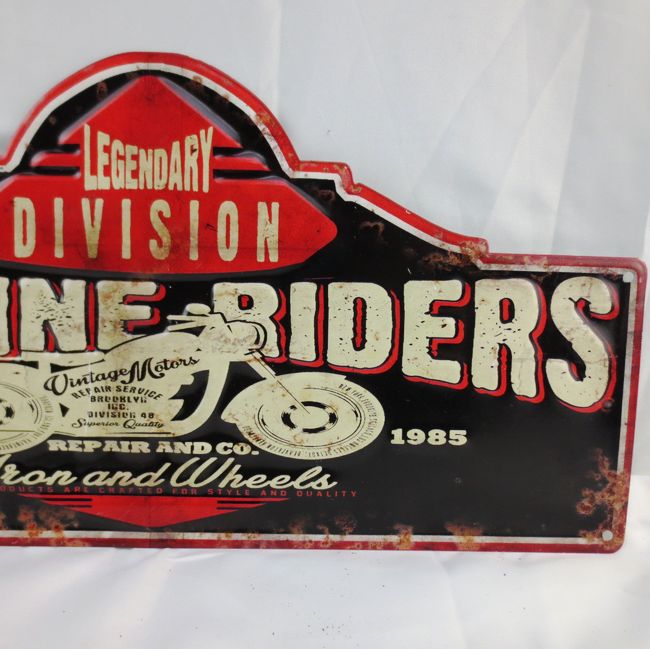 LEGENDARY
DIVISION
INE RIDERS
Vintage Motors
REPAIR SERVICE
BROOKLYN
INC.
DIVISION 48
Superior Quality
REPAIR AND CO.
1985
ron and Wheels
PRODUCTS ARE CRAFTED FOR STYLE AND QUALITY